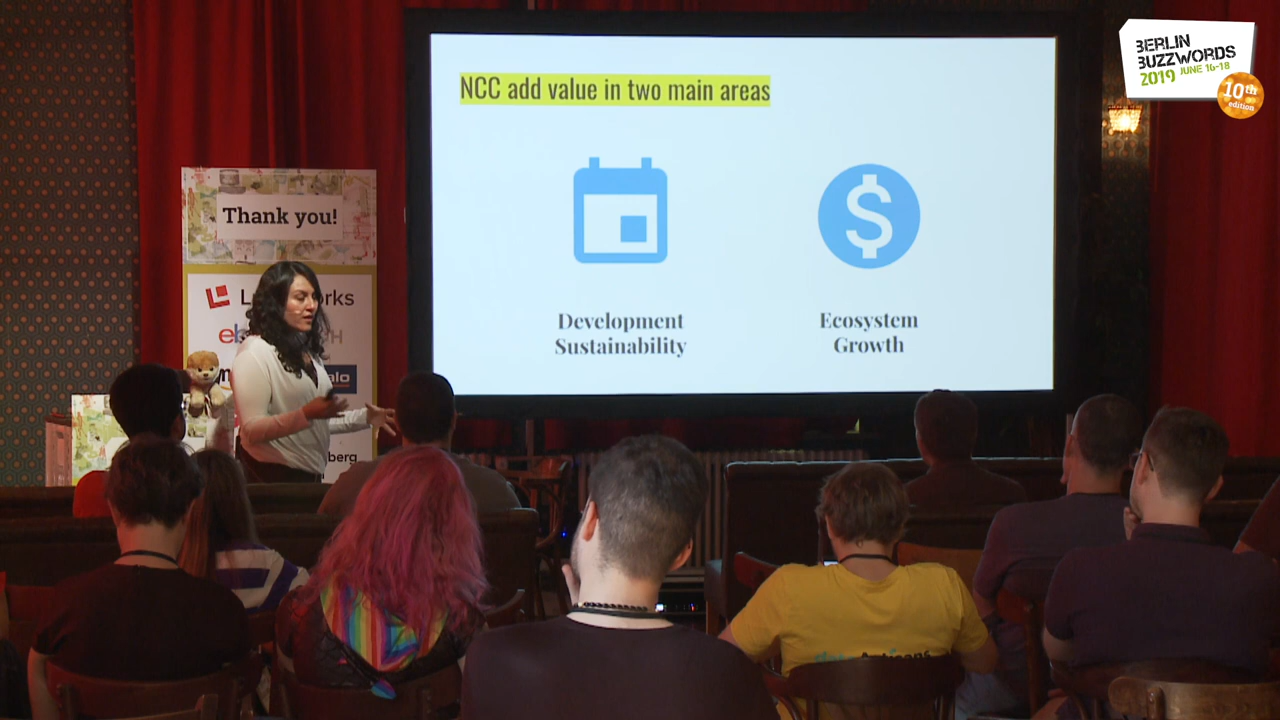 BERLIN
BUZZWORDS
2019 JUNE 16-18
10th
edition
NCC add value in two main areas
Development
Sustainability
Ecosystem
Growth
Thank you!